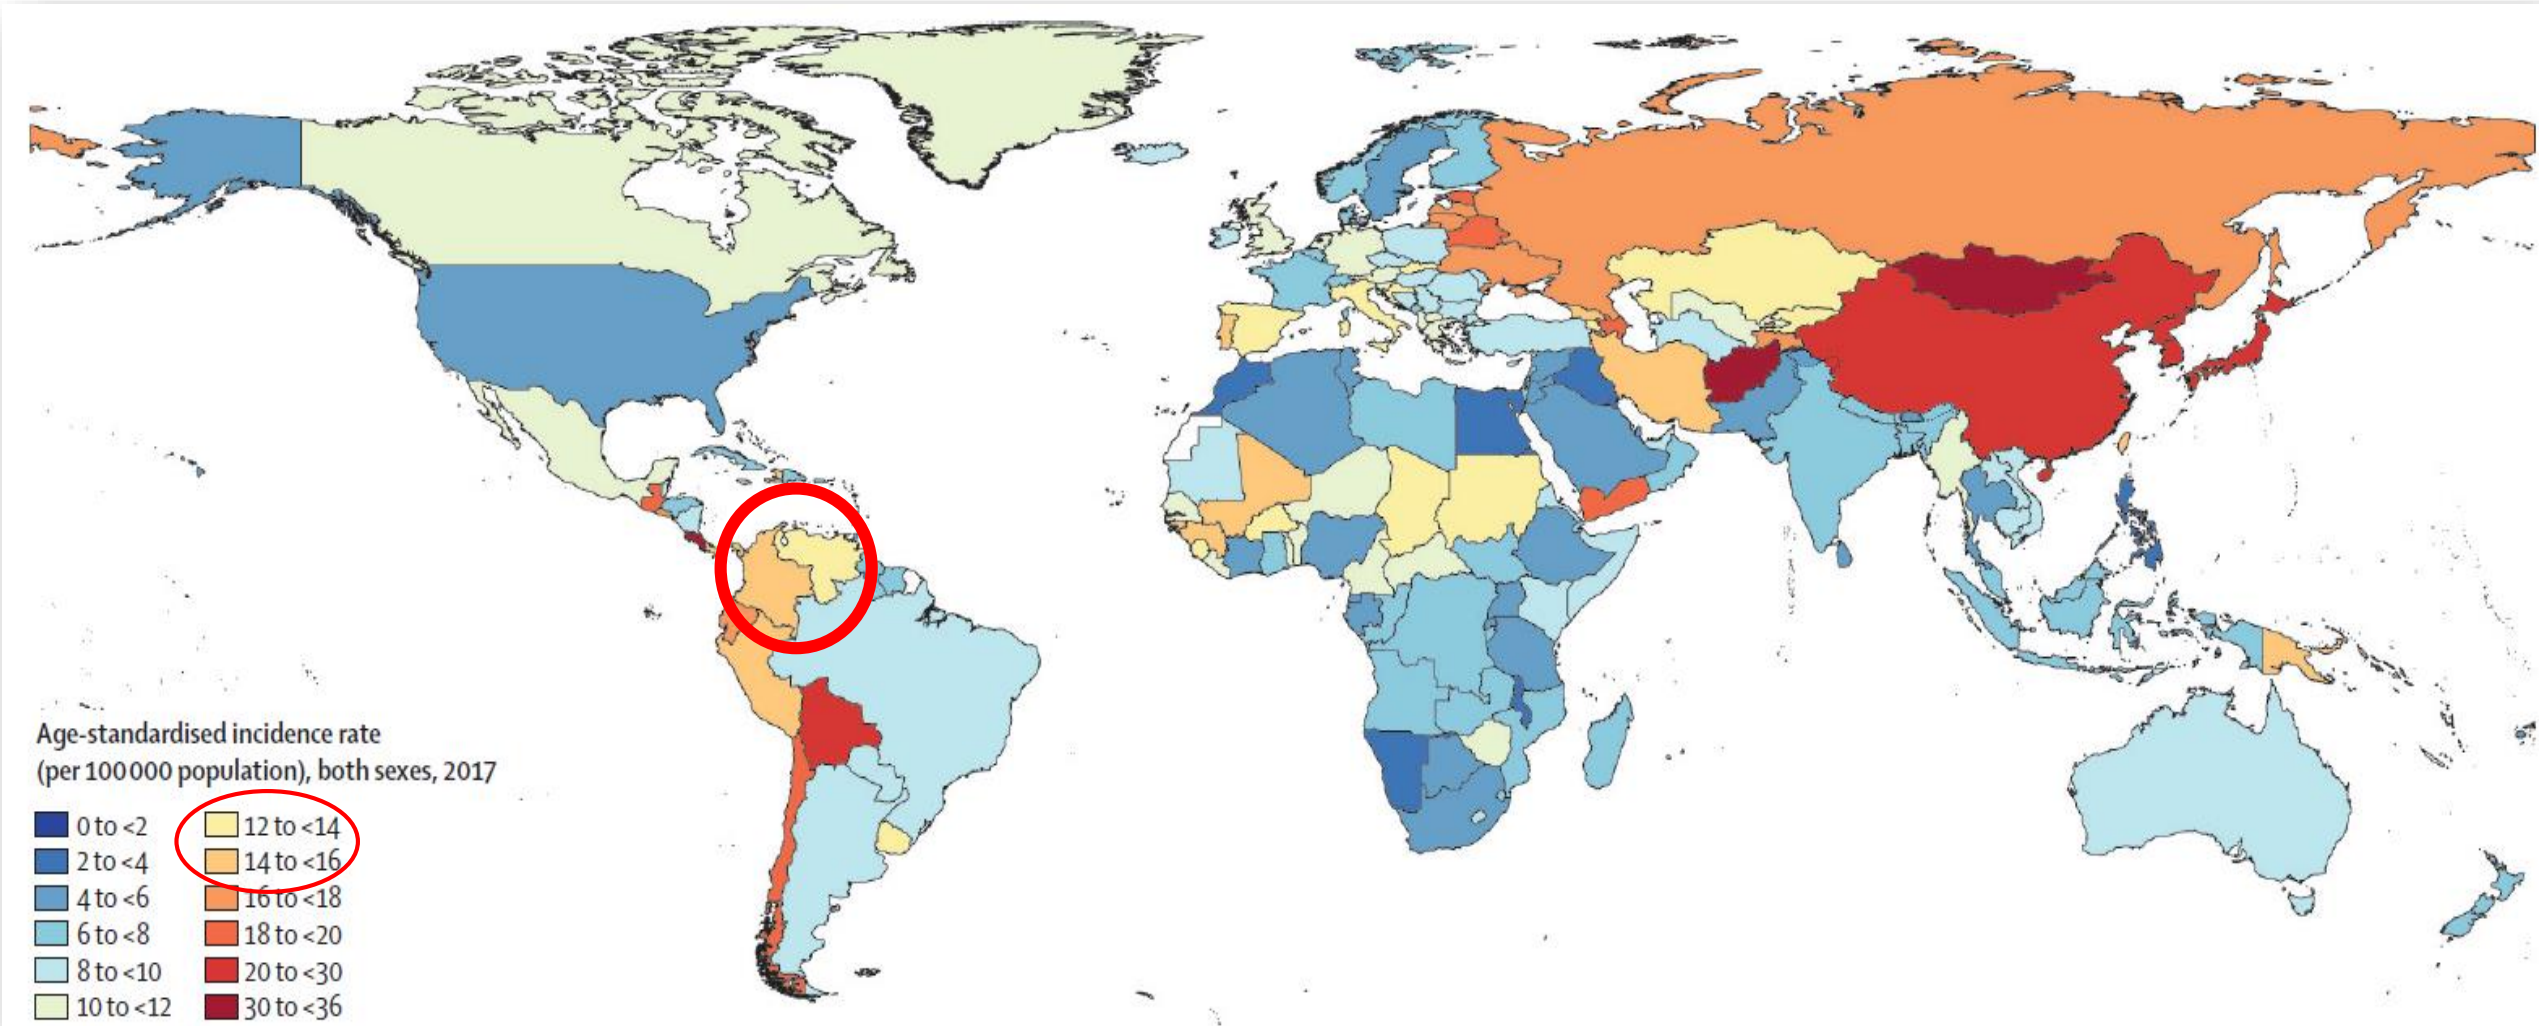 Age-standardised incidence rate
(per 100 000 population), both sexes, 2017
0 to <2
2 to <4
4 to <6
6 to <8
8 to <10
10 to <12
12 to <14
14 to <16
16 to <18
18 to <20
20 to <30
30 to <36